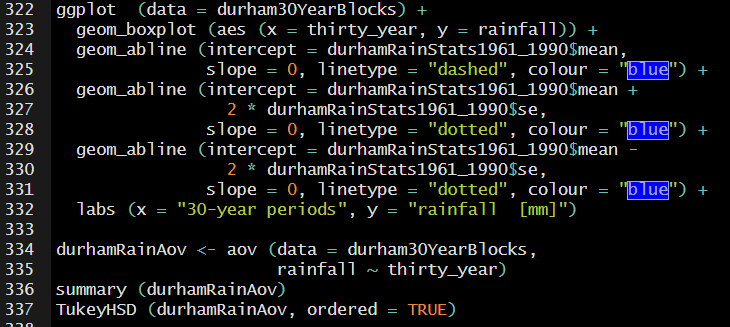 322 ggplot  (data = durham30YearBlocks) +
323   geom_boxplot (aes (x = thirty_year, y = rainfall)) +
324   geom_abline (intercept = durhamRainStats1961_1990$mean,
325                slope = 0, linetype = "dashed", colour = "blue") +
326   geom_abline (intercept = durhamRainStats1961_1990$mean +
327                  2 * durhamRainStats1961_1990$se,
328                slope = 0, linetype = "dotted", colour = "blue") +
329   geom_abline (intercept = durhamRainStats1961_1990$mean -
330                  2 * durhamRainStats1961_1990$se,
331                slope = 0, linetype = "dotted", colour = "blue") +
332   labs (x = "30-year periods", y = "rainfall  [mm]")
333
334 durhamRainAov <- aov (data = durham30YearBlocks,
335                       rainfall ~ thirty_year)
336 summary (durhamRainAov)
337 TukeyHSD (durhamRainAov, ordered = TRUE)